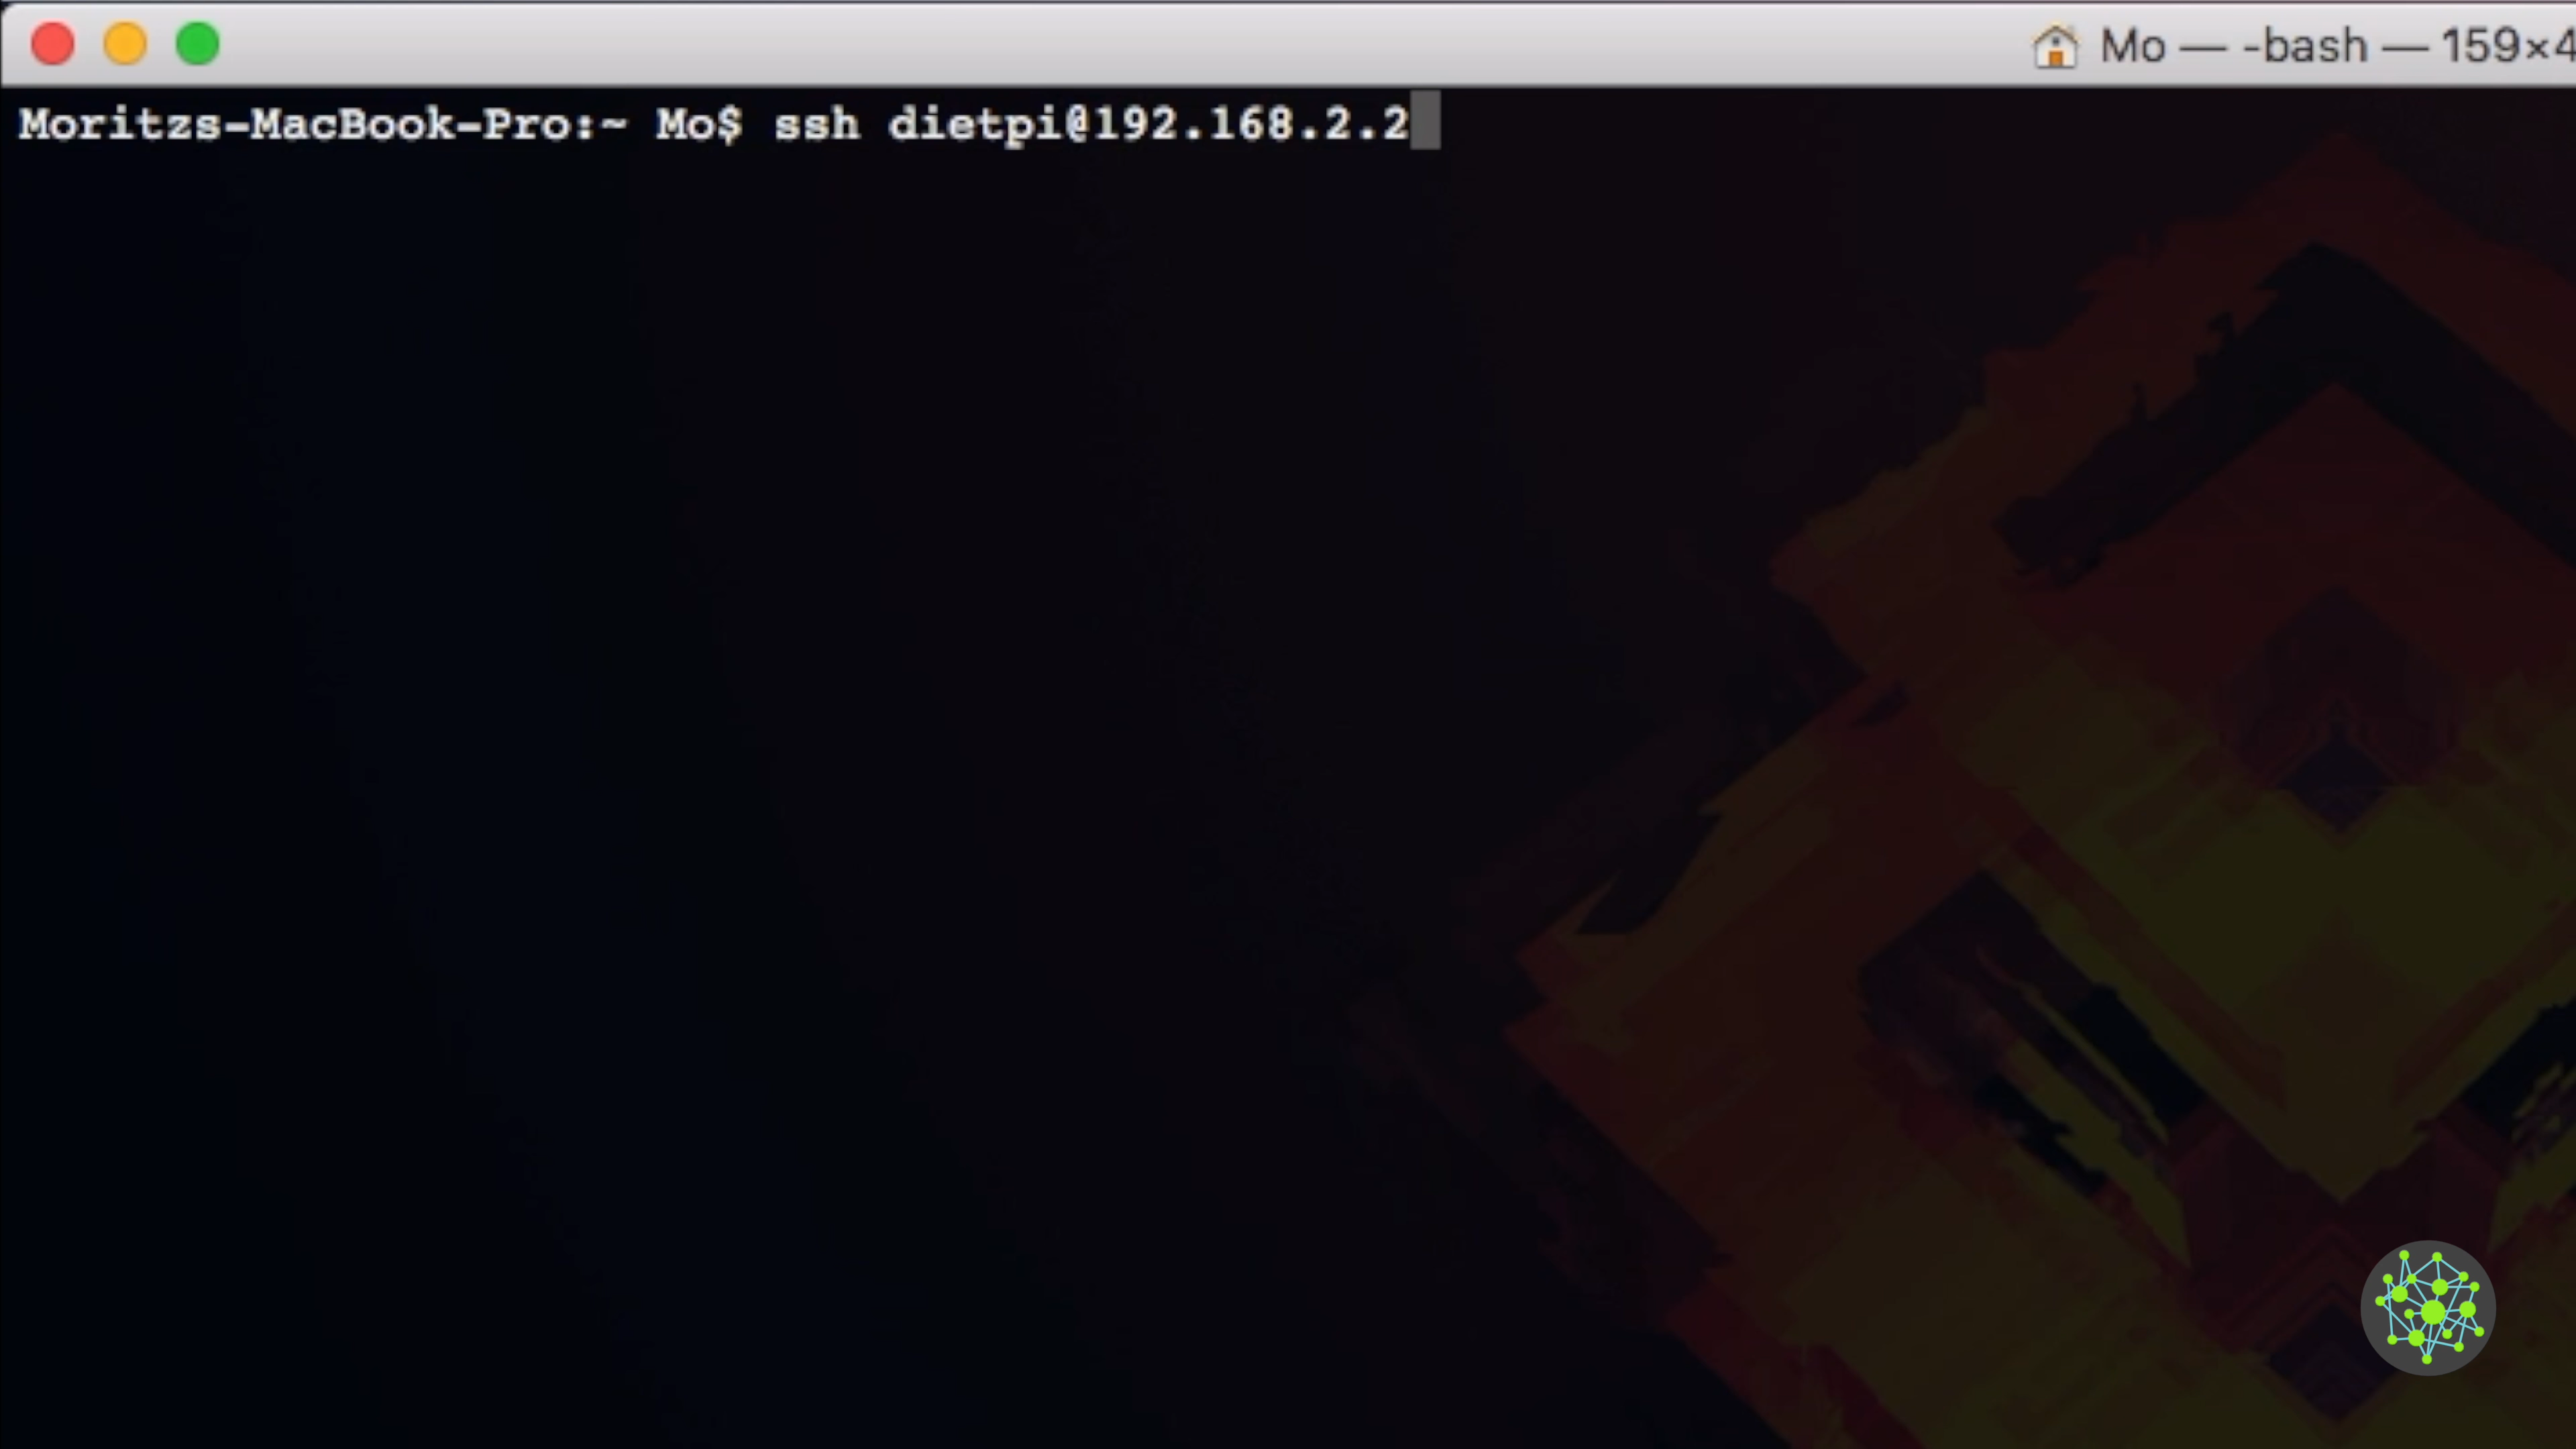 Mo — -bash — 159×4
Moritzs-MacBook-Pro:~ Mo$ ssh dietpi@192.168.2.2